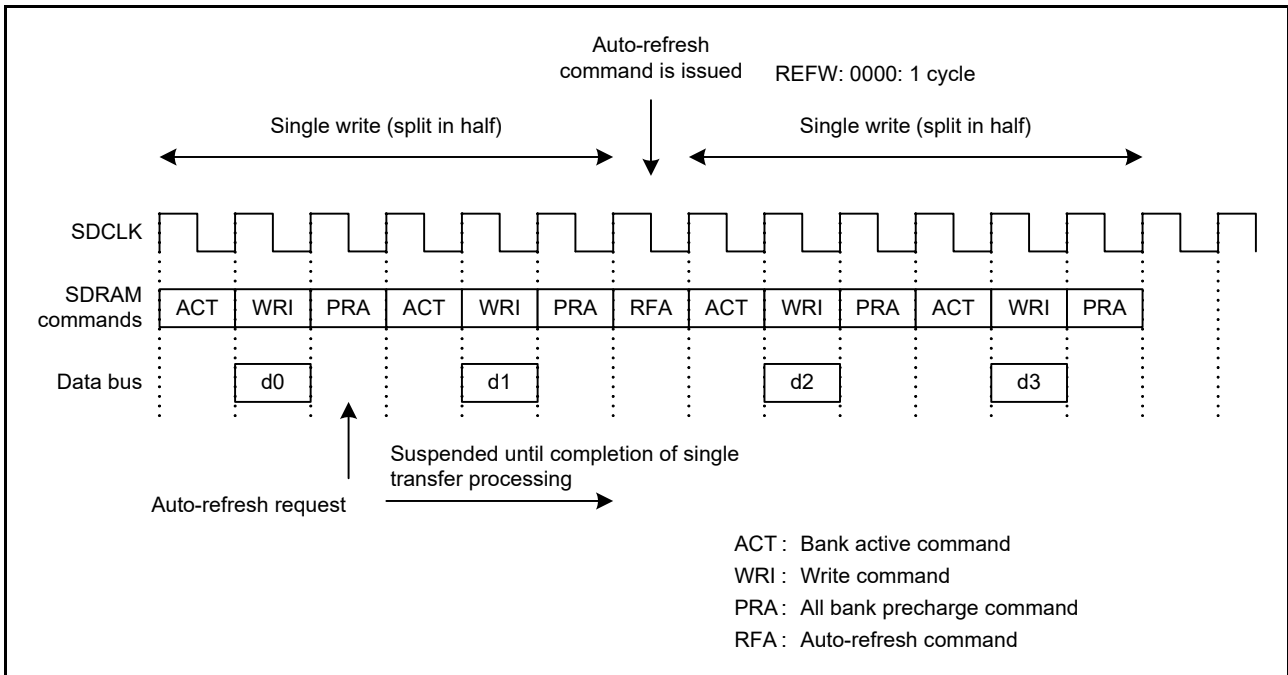 Auto-refresh
command is issued
REFW: 0000: 1 cycle
Single write (split in half)
Single write (split in half)
SDCLK
SDRAM
commands
ACT WRI PRA ACT WRI PRA RFA ACT WRI PRA ACT WRI PRA
Data bus
d0 d1 d2 d3
Suspended until completion of single
transfer processing
Auto-refresh request
ACT : Bank active command
WRI : Write command
PRA : All bank precharge command
RFA : Auto-refresh command